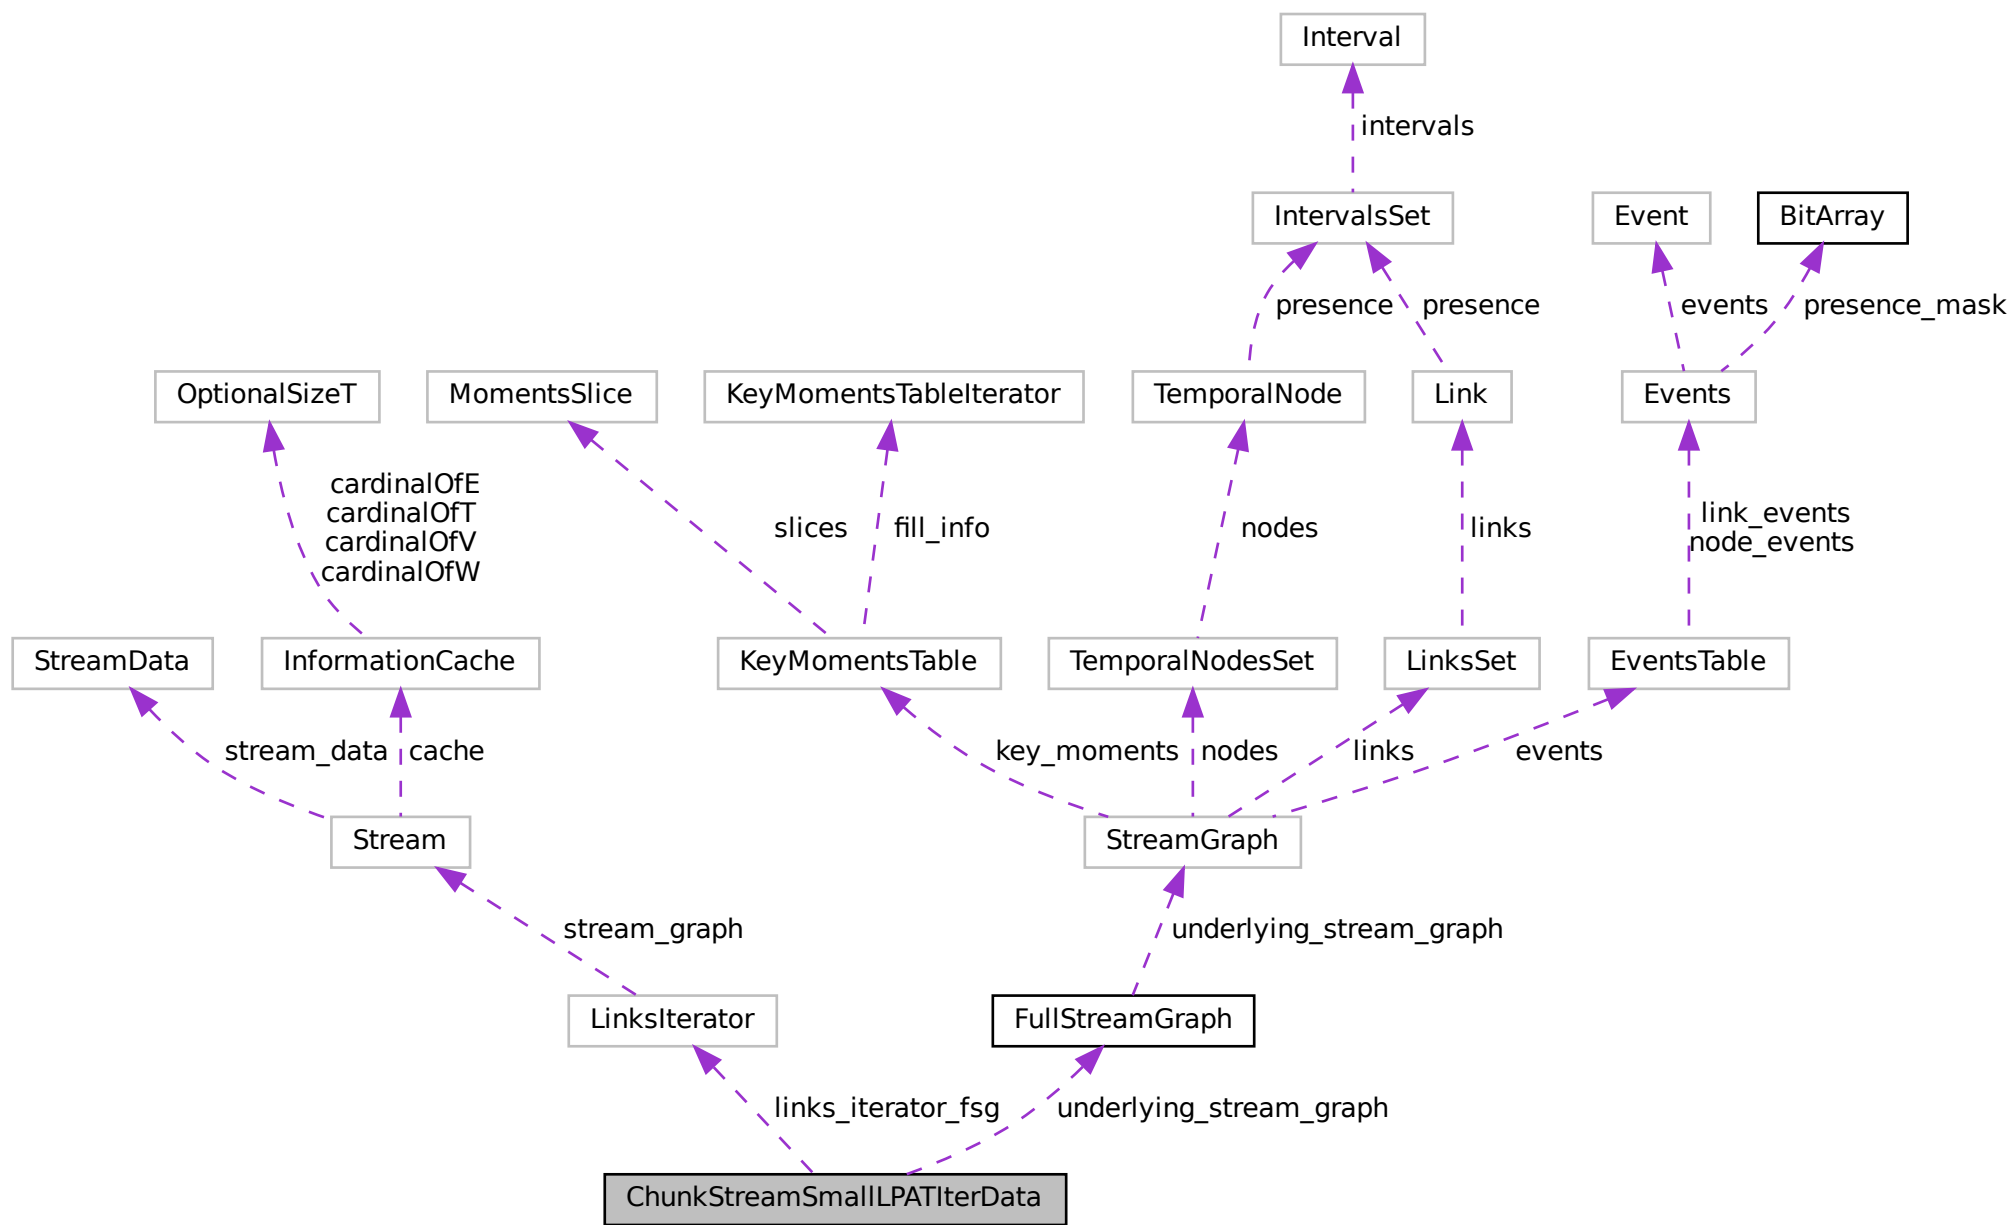 Interval
intervals
IntervalsSet
Event
BitArray
presence
presence
events
presence_mask
OptionalSizeT
MomentsSlice
KeyMomentsTableIterator
TemporalNode
Link
Events
cardinalOfE
cardinalOfT
cardinalOfV
cardinalOfW
slices
fill_info
nodes
links
link_events
node_events
StreamData
InformationCache
KeyMomentsTable
TemporalNodesSet
LinksSet
EventsTable
stream_data
cache
key_moments
nodes
links
events
Stream
StreamGraph
stream_graph
underlying_stream_graph
LinksIterator
FullStreamGraph
links_iterator_fsg
underlying_stream_graph
ChunkStreamSmallLPATIterData